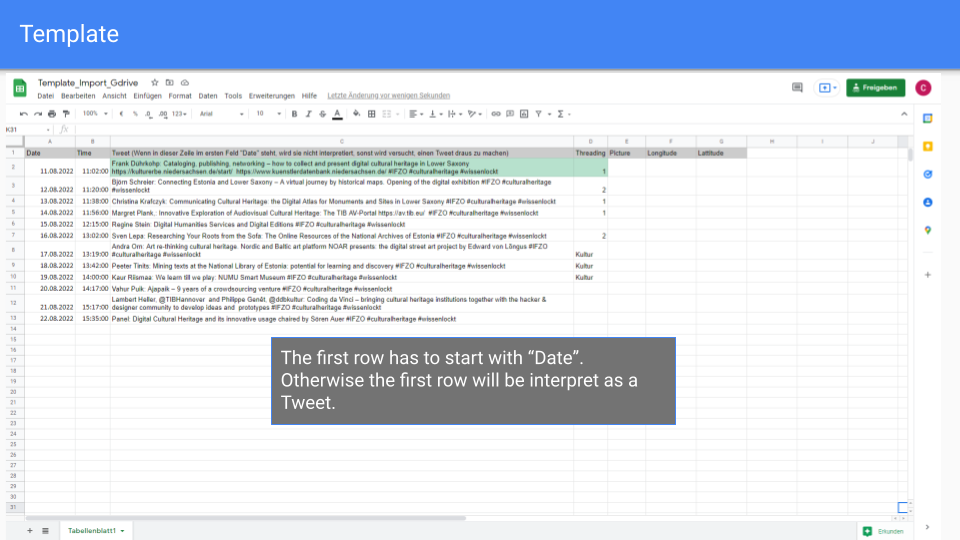 Template
Template_Import_Gdrive
Datei Bearbeiten Ansicht Einfügen Format Daten Tools Erweiterungen Hilfe Letzte Änderung vor wenigen Sekunden
Freigeben
C
100% € % .0 .00 123 Arial 10 B I S A
K31 fx
A B C D E F G H I J
1 Date Time Tweet (Wenn in dieser Zeile im ersten Feld "Date" steht, wird sie nicht interpretiert, sonst wird versucht, einen Tweet draus zu machen) Threading Picture Longitude Latitude
Frank Dührkohp: Cataloging, publishing, networking – how to collect and present digital cultural heritage in Lower Saxony
2 11.08.2022 11:02:00 https://kulturerbe.niedersachsen.de/start/ https://www.kuenstlerdatenbank.niedersachsen.de/ #IFZO #culturalheritage #wissenlockt 1
Björn Schreier: Connecting Estonia and Lower Saxony – A virtual journey by historical maps. Opening of the digital exhibition #IFZO #culturalheritage
3 12.08.2022 11:20:00 #wissenlockt 2
4 13.08.2022 11:38:00 Christina Krafczyk: Communicating Cultural Heritage: the Digital Atlas for Monuments and Sites in Lower Saxony #IFZO #culturalheritage #wissenlockt 1
5 14.08.2022 11:56:00 Margret Plank,: Innovative Exploration of Audiovisual Cultural Heritage: The TIB AV-Portal https://av.tib.eu/ #IFZO #culturalheritage #wissenlockt 1
6 15.08.2022 12:15:00 Regine Stein: Digital Humanities Services and Digital Editions #IFZO #culturalheritage #wissenlockt
7 16.08.2022 13:02:00 Sven Lepa: Researching Your Roots from the Sofa: The Online Resources of the National Archives of Estonia #IFZO #culturalheritage #wissenlockt 2
Andra Orn: Art re-thinking cultural heritage. Nordic and Baltic art platform NOAR presents: the digital street art project by Edward von Lõngus #IFZO
8 17.08.2022 13:19:00 #culturalheritage #wissenlockt Kultur
9 18.08.2022 13:42:00 Peeter Tinits: Mining texts at the National Library of Estonia: potential for learning and discovery #IFZO #culturalheritage #wissenlockt Kultur
10 19.08.2022 14:00:00 Kaur Riismaa: We learn till we play: NUMU Smart Museum #IFZO #culturalheritage #wissenlockt Kultur
11 20.08.2022 14:17:00 Vahur Puik: Ajapaik – 9 years of a crowdsourcing venture #IFZO #culturalheritage #wissenlockt
Lambert Heller, @TIBHannover and Philippe Genêt, @ddbkultur: Coding da Vinci – bringing cultural heritage institutions together with the hacker &
12 21.08.2022 15:17:00 designer community to develop ideas and prototypes #IFZO #culturalheritage #wissenlockt
13 22.08.2022 15:35:00 Panel: Digital Cultural Heritage and its innovative usage chaired by Sören Auer #IFZO #culturalheritage #wissenlockt
14
15
16
17
18
19
20
21
22
23
24
25
26
27
28
29
30
31
The first row has to start with “Date”.
Otherwise the first row will be interpret as a
Tweet.
Tabellenblatt1
Erkunden